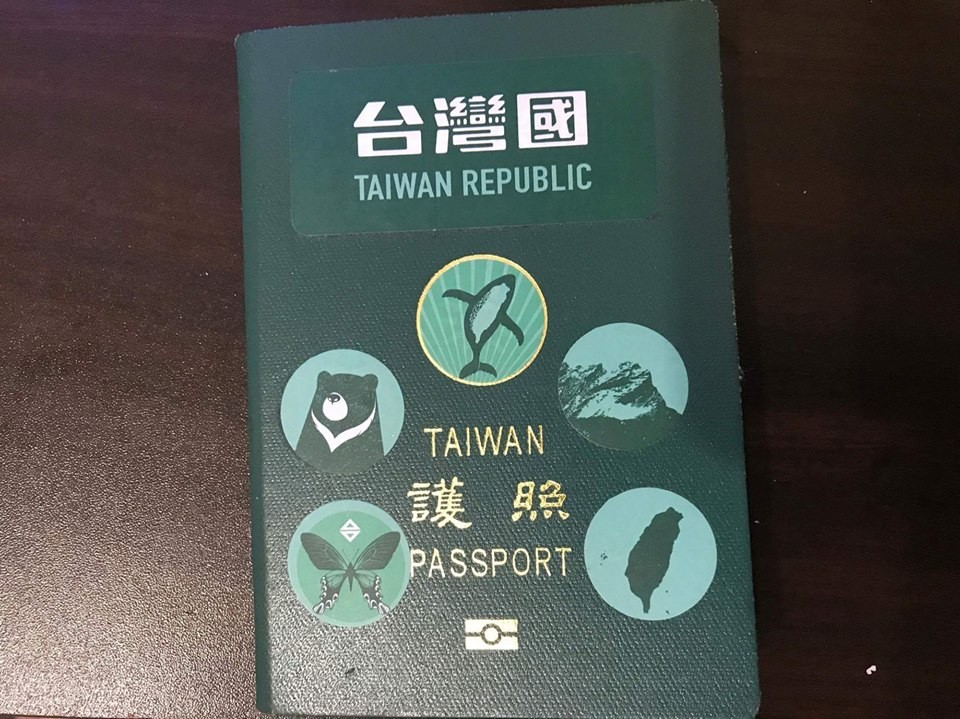 台灣國
TAIWAN REPUBLIC
TAIWAN
護照
PASSPORT